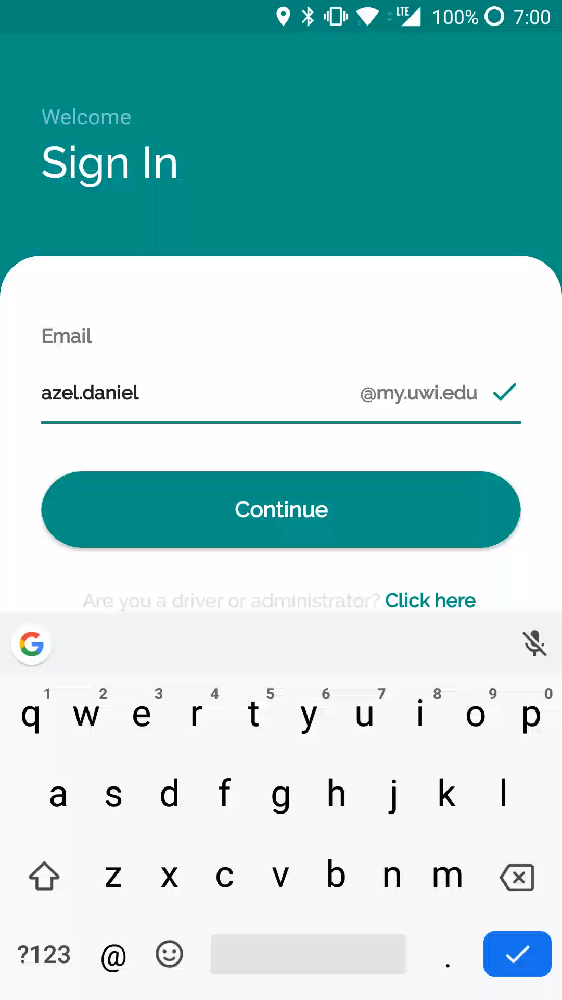 LTE 100% 7:00
Welcome
Sign In
Email
azel.daniel @my.uwi.edu
Continue
Are you a driver or administrator? Click here
G
1 2 3 4 5 6 7 8 9 0
q w e r t y u i o p
a s d f g h j k l
z x c v b n m
?123 @ .